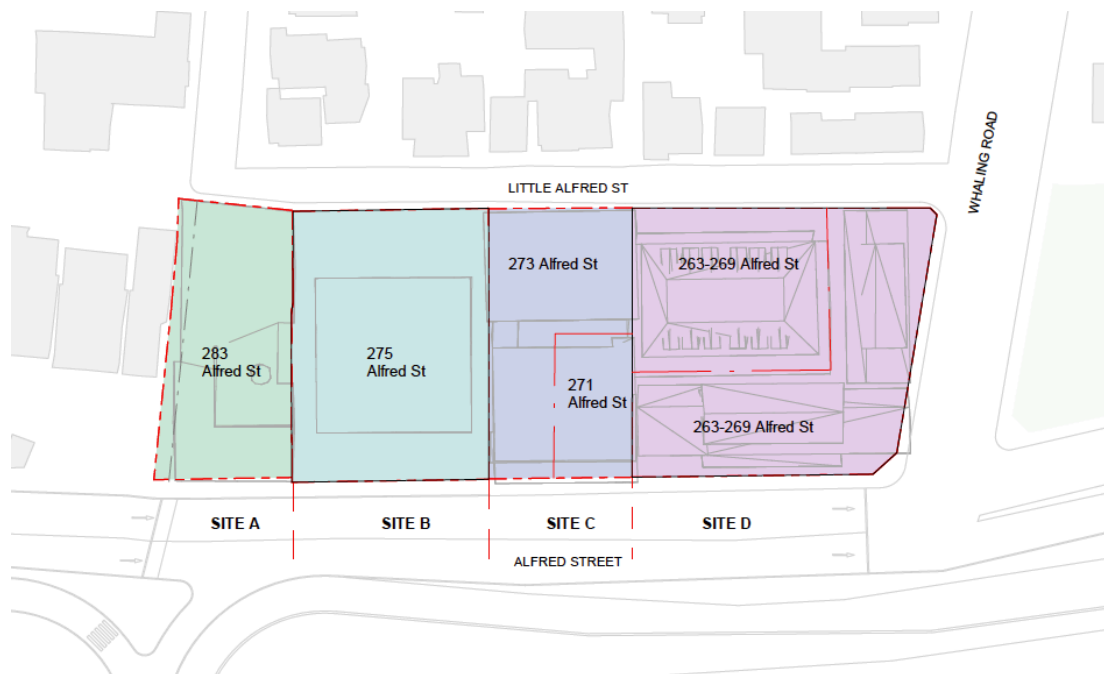 WHALING ROAD
LITTLE ALFRED ST
273 Alfred St
263-269 Alfred St
283
Alfred St
275
Alfred St
271
Alfred St
263-269 Alfred St
SITE A
SITE B
SITE C
SITE D
ALFRED STREET